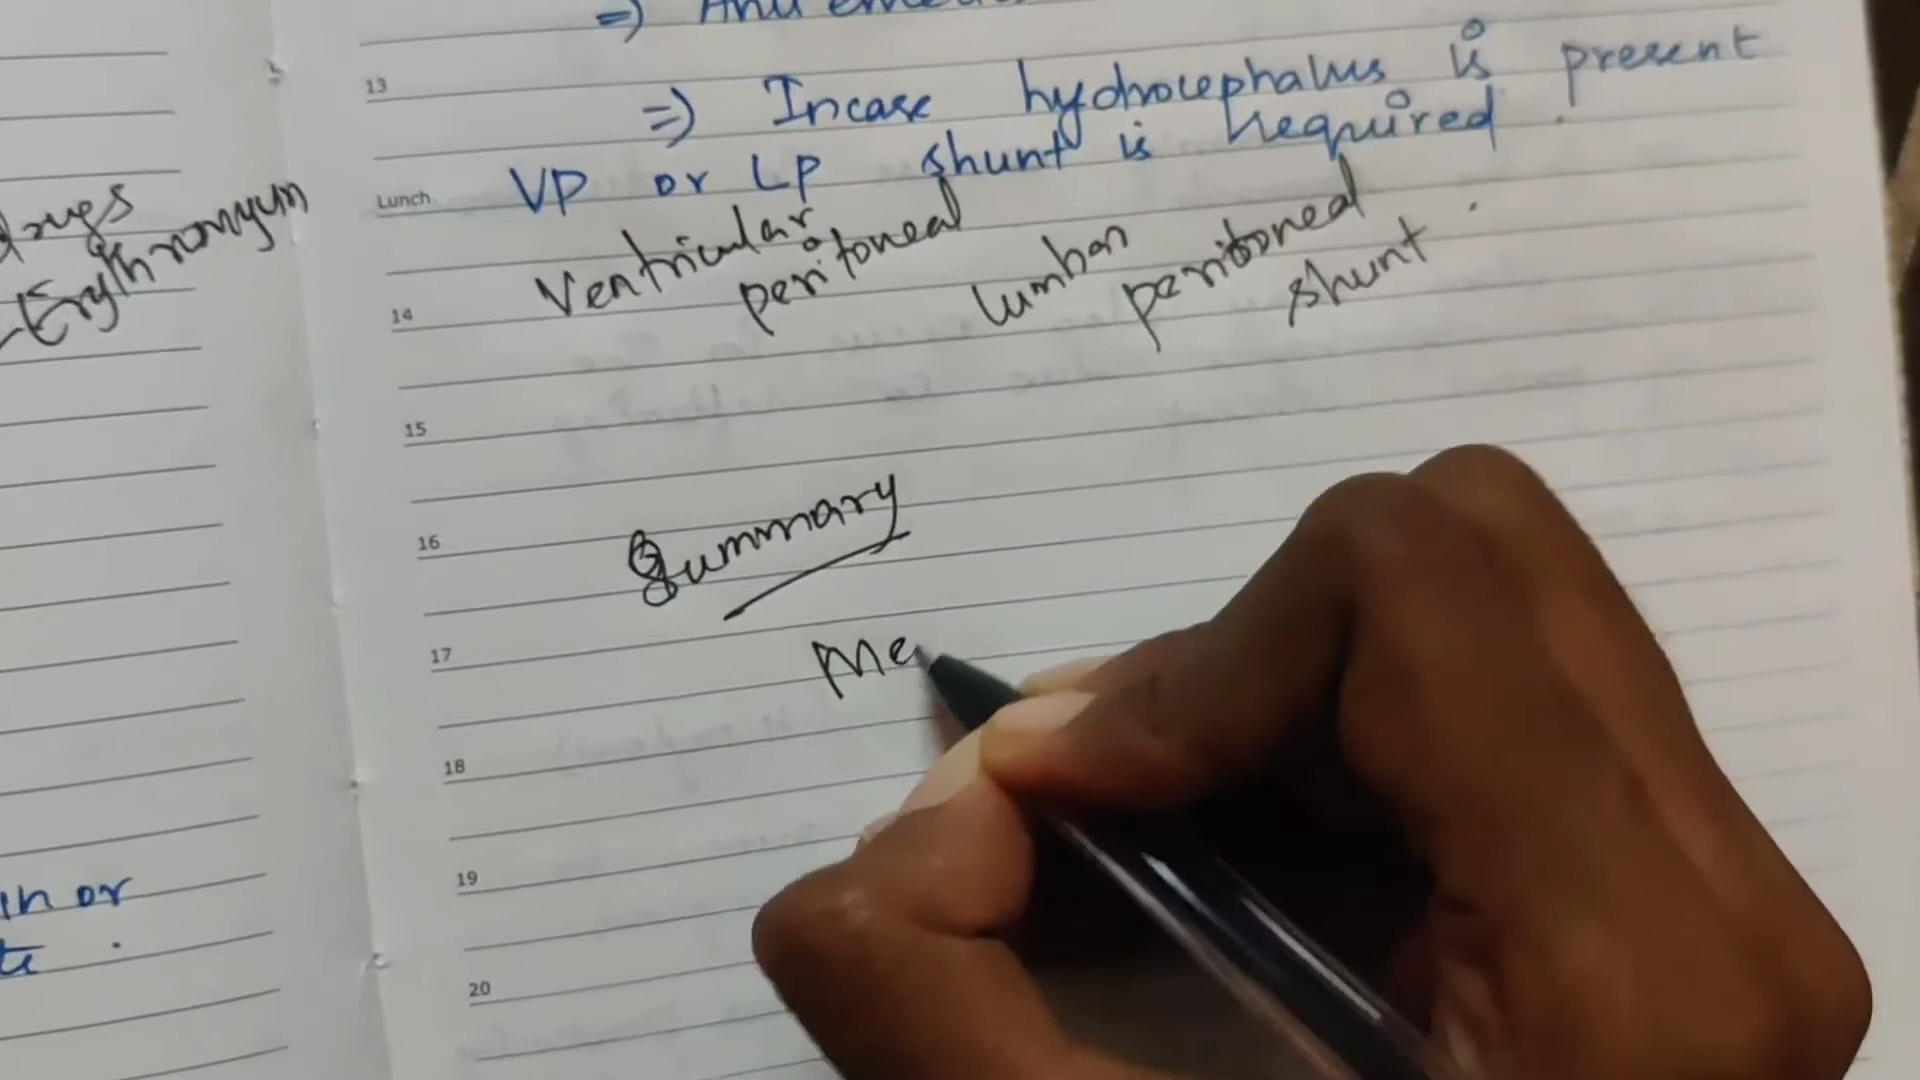 drugs
Erythromycin
in or
13
=> Incase hydrocephalus is present
Lunch VP or LP shunt is required.
Ventricular peritoneal
lumbar peritoneal shunt.
14
15
16
Summary
17
Me
18
19
20